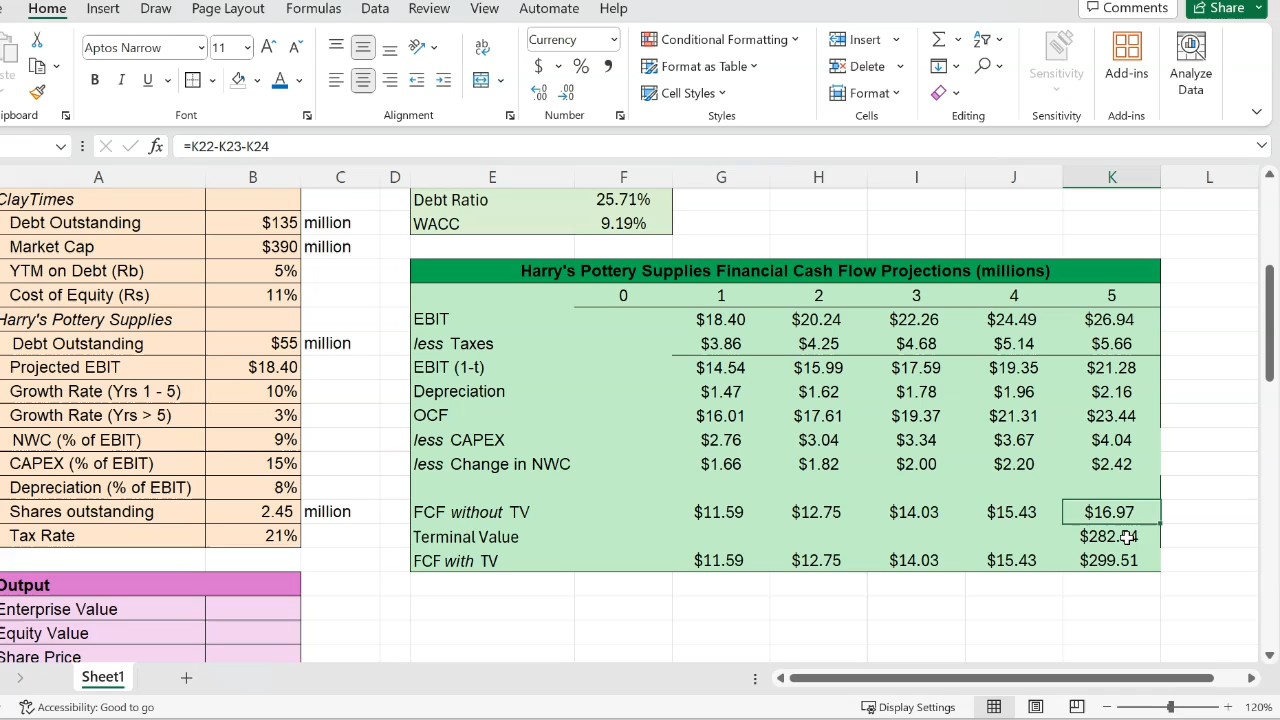 Home Insert Draw Page Layout Formulas Data Review View Automate Help Comments Share
Aptos Narrow 11 A A Currency Conditional Formatting Insert
B I U A ab $ % 9 Format as Table Delete Sensitivity Add-ins Analyze Data
Cell Styles Format
Font Alignment Number Styles Cells Editing Sensitivity Add-ins
fx =K22-K23-K24
A B C D E F G H I J K L
ClayTimes Debt Ratio 25.71%
Debt Outstanding $135 million WACC 9.19%
Market Cap $390 million
YTM on Debt (Rb) 5% Harry's Pottery Supplies Financial Cash Flow Projections (millions)
Cost of Equity (Rs) 11% 0 1 2 3 4 5
Harry's Pottery Supplies EBIT $18.40 $20.24 $22.26 $24.49 $26.94
Debt Outstanding $55 million less Taxes $3.86 $4.25 $4.68 $5.14 $5.66
Projected EBIT $18.40 EBIT (1-t) $14.54 $15.99 $17.59 $19.35 $21.28
Growth Rate (Yrs 1 - 5) 10% Depreciation $1.47 $1.62 $1.78 $1.96 $2.16
Growth Rate (Yrs > 5) 3% OCF $16.01 $17.61 $19.37 $21.31 $23.44
NWC (% of EBIT) 9% less CAPEX $2.76 $3.04 $3.34 $3.67 $4.04
CAPEX (% of EBIT) 15% less Change in NWC $1.66 $1.82 $2.00 $2.20 $2.42
Depreciation (% of EBIT) 8%
Shares outstanding 2.45 million FCF without TV $11.59 $12.75 $14.03 $15.43 $16.97
Tax Rate 21% Terminal Value
FCF with TV $11.59 $12.75 $14.03 $15.43 $299.51
Output
Enterprise Value
Equity Value
Share Price
Sheet1
Accessibility: Good to go Display Settings 120%